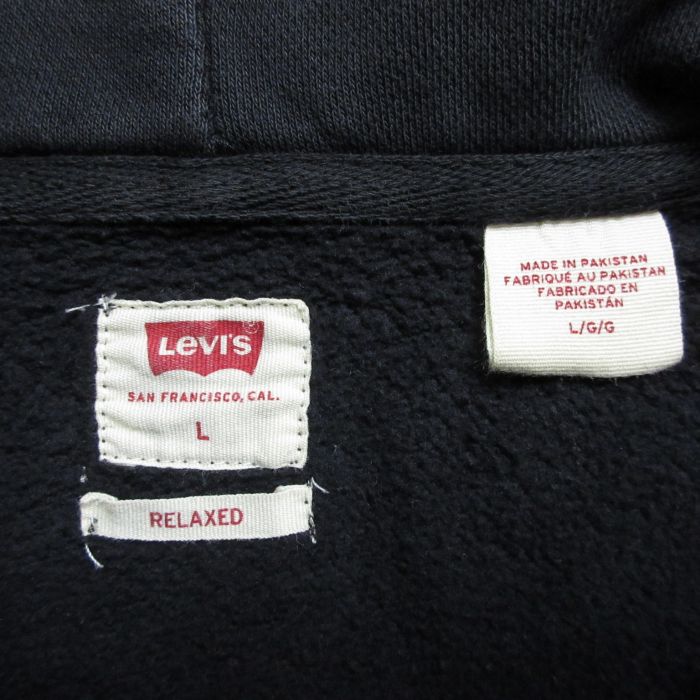 LEVI'S
®
SAN FRANCISCO, CAL.
L
RELAXED
MADE IN PAKISTAN
FABRIQUÉ AU PAKISTAN
FABRICADO EN
PAKISTÁN
L/G/G